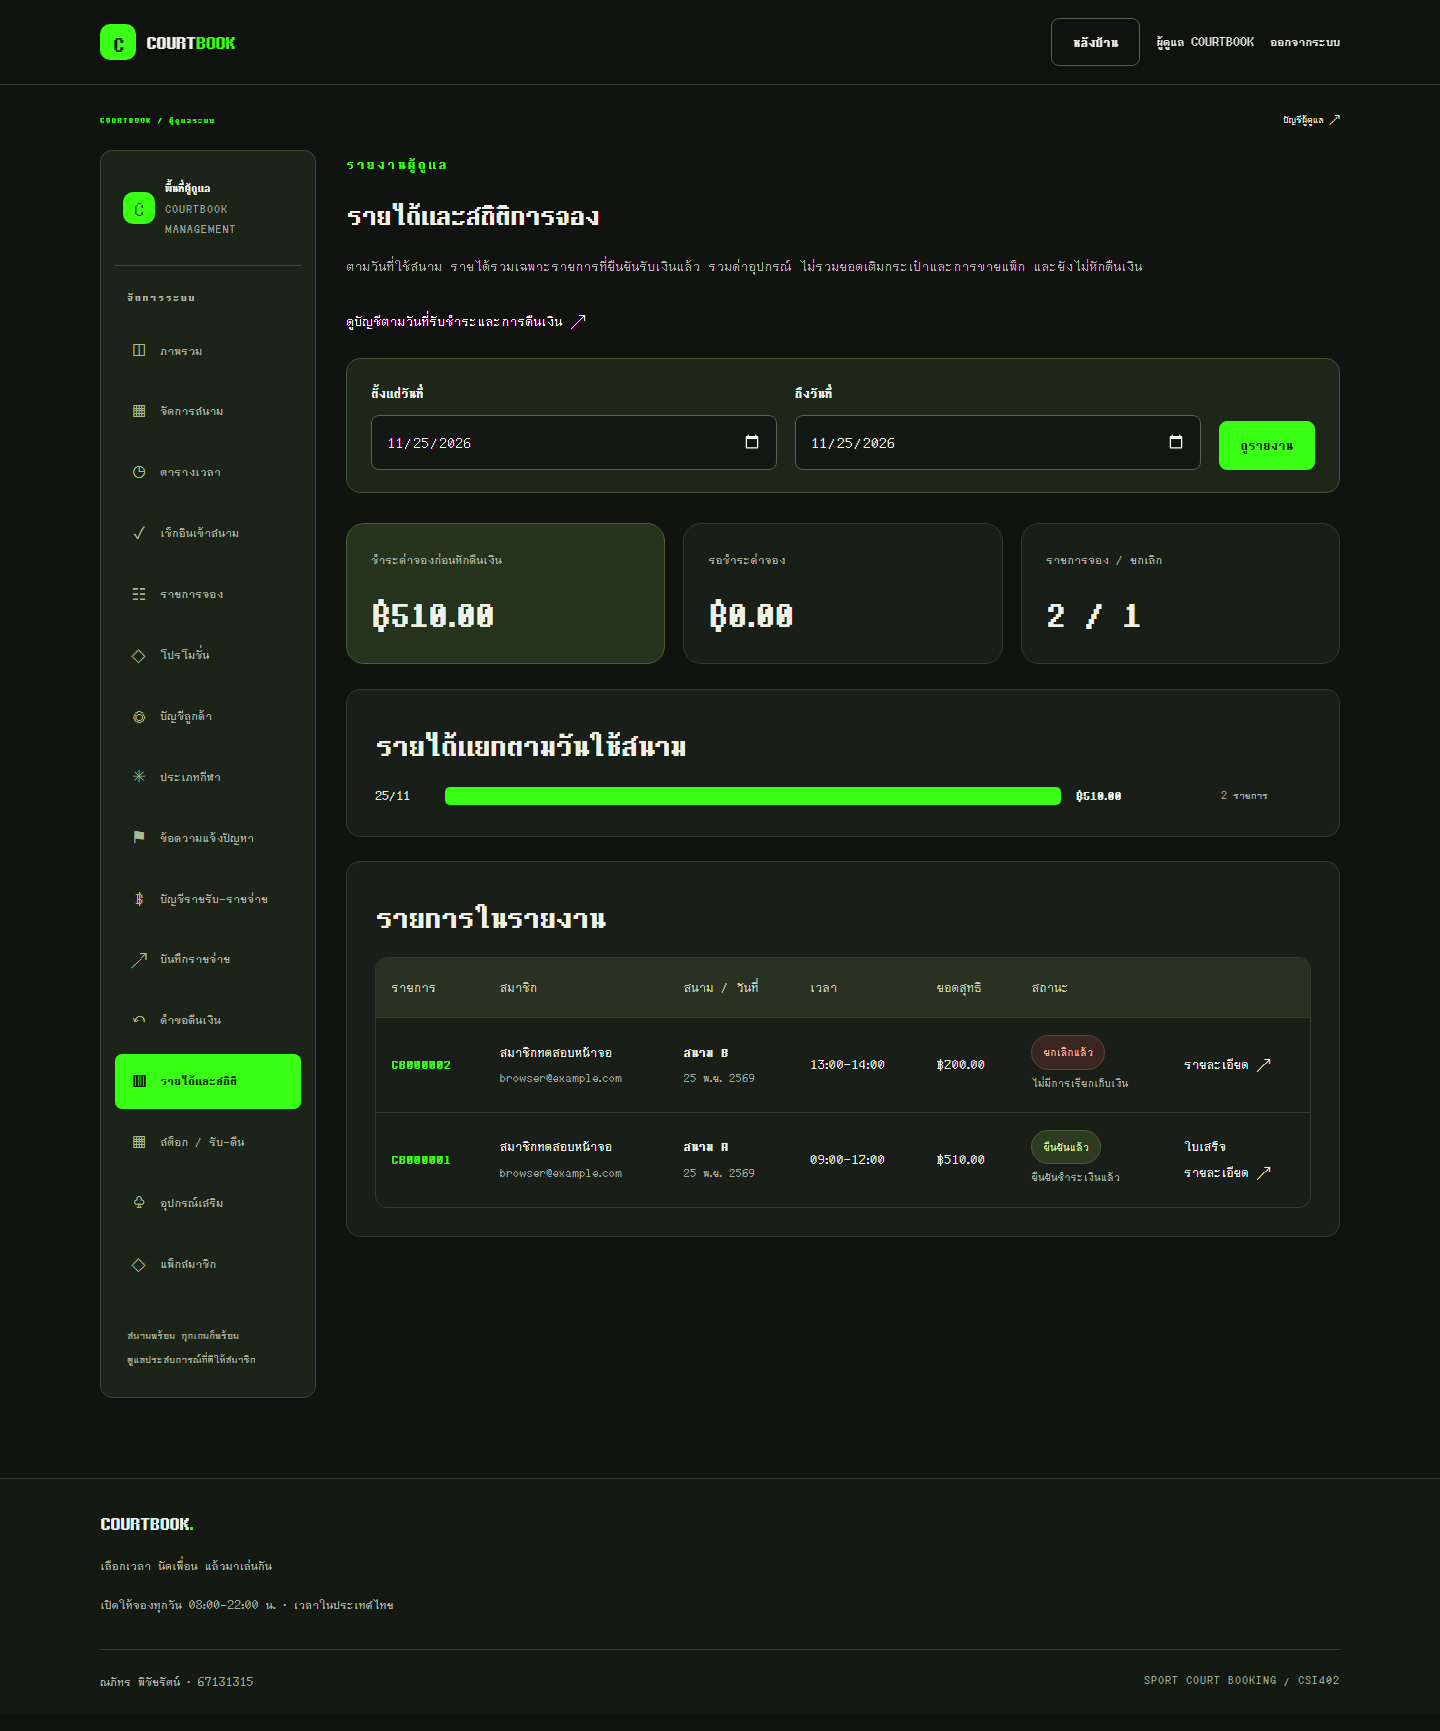 C COURTBOOK
หลังบ้าน
ผู้ดูแล COURTBOOK
ออกจากระบบ
COURTBOOK / ผู้ดูแลระบบ
บัญชีผู้ดูแล ↗
C
พื้นที่ผู้ดูแล
COURTBOOK
MANAGEMENT
จัดการระบบ
ภาพรวม
จัดการสนาม
ตารางเวลา
เช็กอินเข้าสนาม
รายการจอง
โปรโมชั่น
บัญชีลูกค้า
ประเภทกีฬา
ข้อความแจ้งปัญหา
฿ บัญชีรายรับ-รายจ่าย
บันทึกรายจ่าย
คำขอคืนเงิน
รายได้และสถิติ
สต็อก / รับ-คืน
อุปกรณ์เสริม
แพ็กสมาชิก
สนามพร้อม ทุกเกมก็พร้อม
ดูแลประสบการณ์ที่ดีให้สมาชิก
รายงานผู้ดูแล
รายได้และสถิติการจอง
ตามวันที่ใช้สนาม รายได้รวมเฉพาะรายการที่ยืนยันรับเงินแล้ว รวมค่าอุปกรณ์ ไม่รวมยอดเติมกระเป๋าและการขายแพ็ก และยังไม่หักคืนเงิน
ดูบัญชีตามวันที่รับชำระและการคืนเงิน ↗
ตั้งแต่วันที่
ถึงวันที่
11/25/2026
11/25/2026
ดูรายงาน
ชำระค่าจองก่อนหักคืนเงิน
฿510.00
รอชำระค่าจอง
฿0.00
รายการจอง / ยกเลิก
2 / 1
รายได้แยกตามวันใช้สนาม
25/11
฿510.00
2 รายการ
รายการในรายงาน
รายการ
สมาชิก
สนาม / วันที่
เวลา
ยอดสุทธิ
สถานะ
CB000002
สมาชิกทดสอบหน้าจอ
browser@example.com
สนาม B
25 พ.ย. 2569
13:00-14:00
฿200.00
ยกเลิกแล้ว
ไม่มีการเรียกเก็บเงิน
รายละเอียด ↗
CB000001
สมาชิกทดสอบหน้าจอ
browser@example.com
สนาม A
25 พ.ย. 2569
09:00-12:00
฿510.00
ยืนยันแล้ว
ยืนยันชำระเงินแล้ว
ใบเสร็จ
รายละเอียด ↗
COURTBOOK.
เลือกเวลา นัดเพื่อน แล้วมาเล่นกัน
เปิดให้จองทุกวัน 08:00-22:00 น. · เวลาในประเทศไทย
ณภัทร พิชัยรัตน์ · 67131315
SPORT COURT BOOKING / CSI402